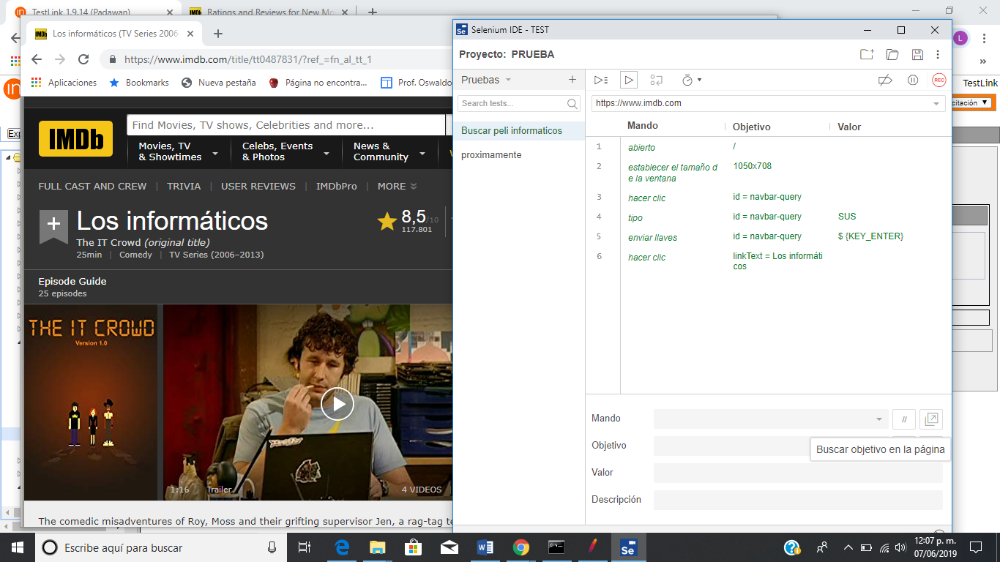 TestLink 1.9.14 (Padawan)
Ratings and Reviews for New Mo
L
TestLink
citación
Exp
Los informáticos (TV Series 2006-
https://www.imdb.com/title/tt0487831/?ref_=fn_al_tt_1
Aplicaciones
Bookmarks
Nueva pestaña
Página no encontra...
Prof. Oswaldo
IMDb
Find Movies, TV shows, Celebrities and more...
Movies, TV
& Showtimes
Celebs, Events
& Photos
News &
Community
FULL CAST AND CREW | TRIVIA | USER REVIEWS | IMDbPro | MORE
Los informáticos
8,5/10
117.801
The IT Crowd (original title)
25min | Comedy | TV Series (2006–2013)
Episode Guide
25 episodes
THE IT CROWD
Version 1.0
1:16 Trailer
4 VIDEOS
The comedic misadventures of Roy, Moss and their grifting supervisor Jen, a rag-tag te
Se Selenium IDE - TEST
Proyecto: PRUEBA
Pruebas
REC
Search tests...
https://www.imdb.com
Buscar peli informaticos
proximamente
Mando Objetivo Valor
1 abierto /
2 establecer el tamaño d
e la ventana 1050x708
3 hacer clic id = navbar-query
4 tipo id = navbar-query SUS
5 enviar llaves id = navbar-query $ {KEY_ENTER}
6 hacer clic linkText = Los informáti
cos
Mando
//
Objetivo
Buscar objetivo en la página
Valor
Descripción
Escribe aquí para buscar
Se
12:07 p. m.
07/06/2019